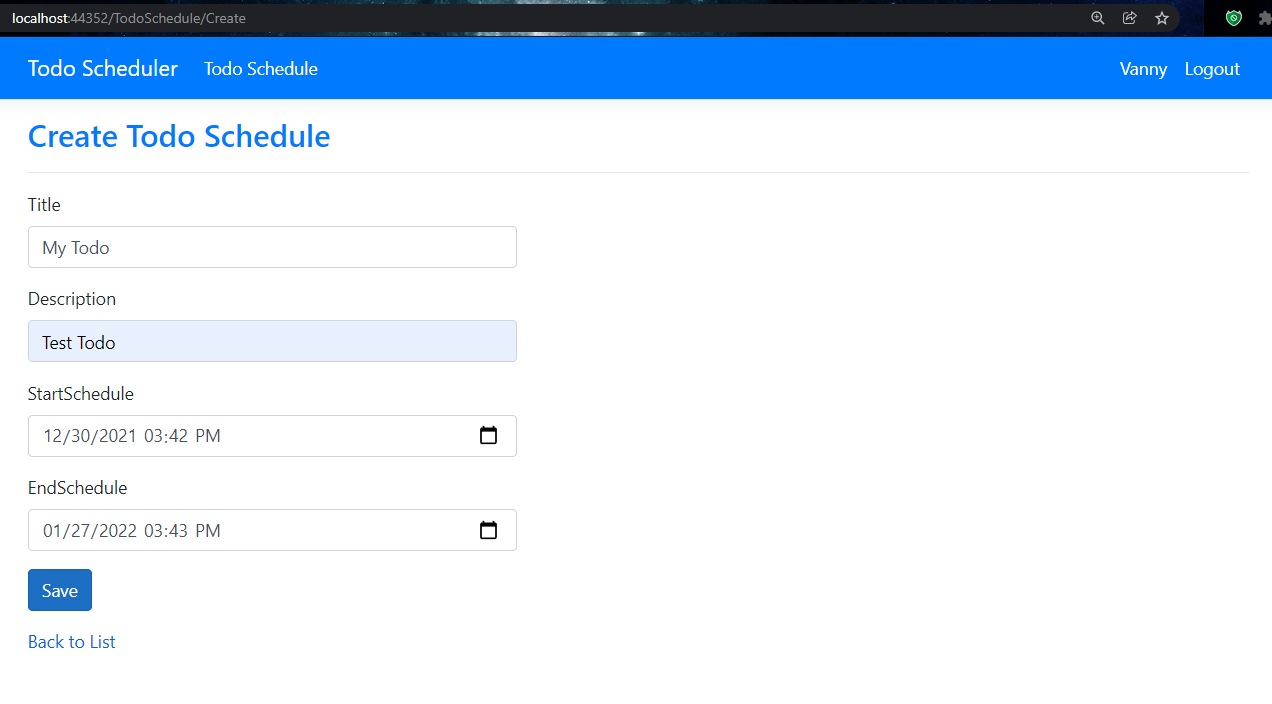 localhost:44352/TodoSchedule/Create
Todo Scheduler Todo Schedule Vanny Logout
Create Todo Schedule
Title
My Todo
Description
Test Todo
StartSchedule
12/30/2021 03:42 PM
EndSchedule
01/27/2022 03:43 PM
Save
Back to List